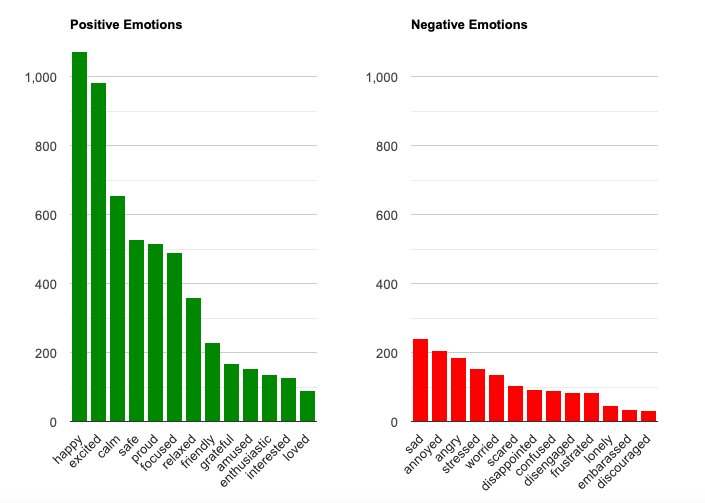 Positive Emotions
1,000
800
600
400
200
0
happy
excited
calm
safe
proud
focused
relaxed
friendly
grateful
amused
enthusiastic
interested
loved
Negative Emotions
1,000
800
600
400
200
0
sad
annoyed
angry
stressed
worried
scared
disappointed
confused
disengaged
frustrated
lonely
embarassed
discouraged